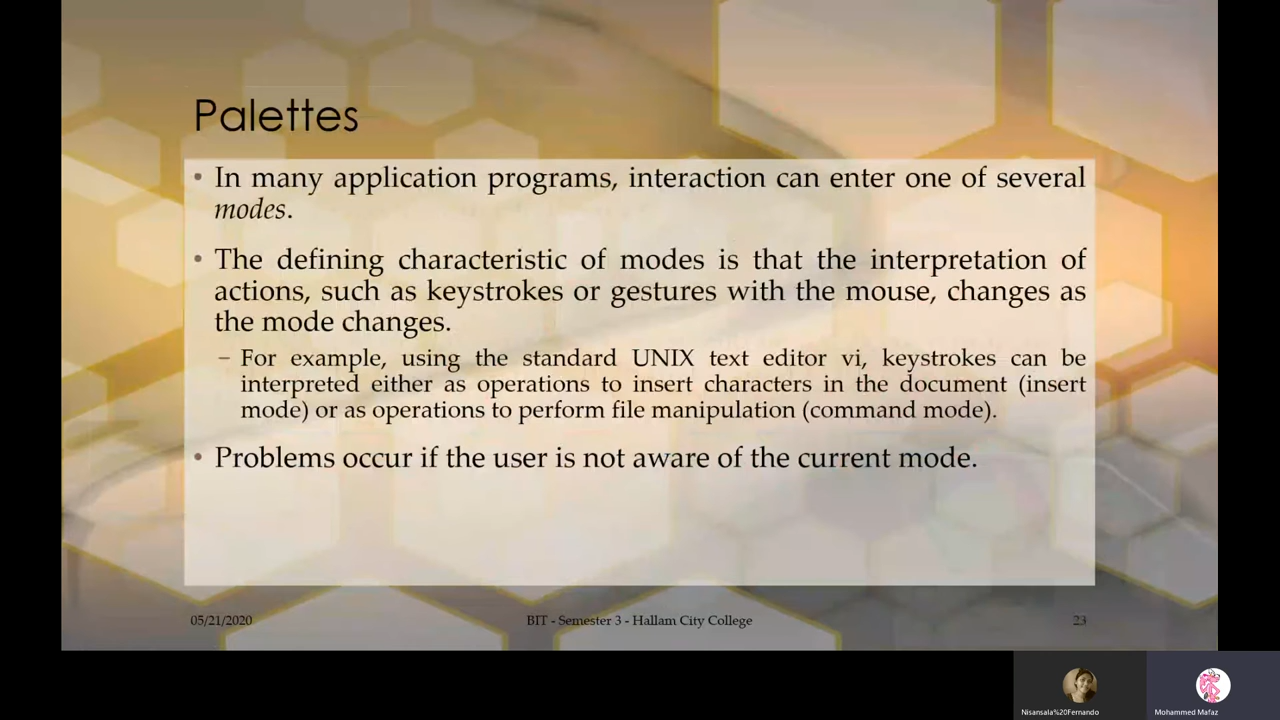 Palettes
• In many application programs, interaction can enter one of several
modes.
• The defining characteristic of modes is that the interpretation of
actions, such as keystrokes or gestures with the mouse, changes as
the mode changes.
– For example, using the standard UNIX text editor vi, keystrokes can be
interpreted either as operations to insert characters in the document (insert
mode) or as operations to perform file manipulation (command mode).
• Problems occur if the user is not aware of the current mode.
05/21/2020
BIT - Semester 3 - Hallam City College
23
Nisansala%20Fernando
Mohammed Mafaz